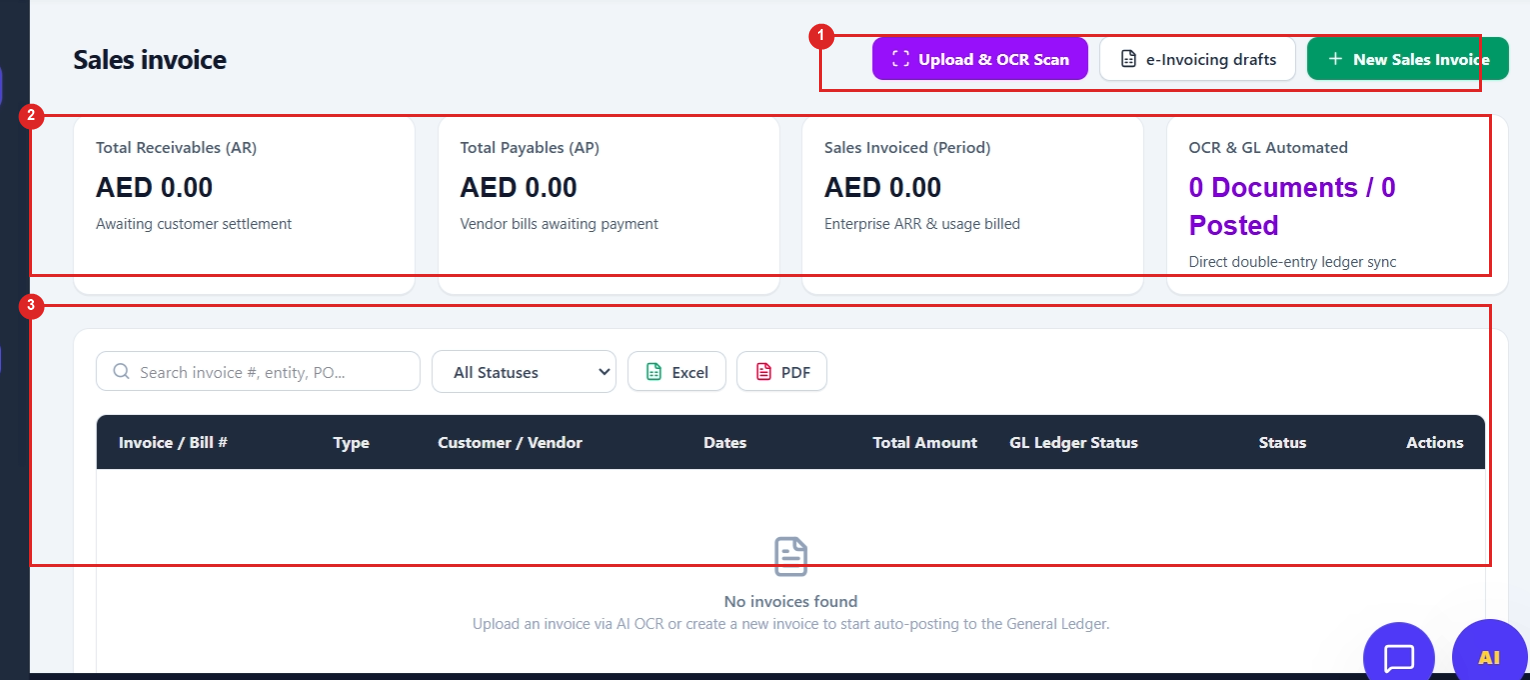 1
Sales invoice
Upload & OCR Scan
e-Invoicing drafts
New Sales Invoice
2
Total Receivables (AR)
AED 0.00
Awaiting customer settlement
Total Payables (AP)
AED 0.00
Vendor bills awaiting payment
Sales Invoiced (Period)
AED 0.00
Enterprise ARR & usage billed
OCR & GL Automated
0 Documents / 0
Posted
Direct double-entry ledger sync
3
Search invoice #, entity, PO...
All Statuses
Excel
PDF
Invoice / Bill #
Type
Customer / Vendor
Dates
Total Amount
GL Ledger Status
Status
Actions
No invoices found
Upload an invoice via AI OCR or create a new invoice to start auto-posting to the General Ledger.
AI